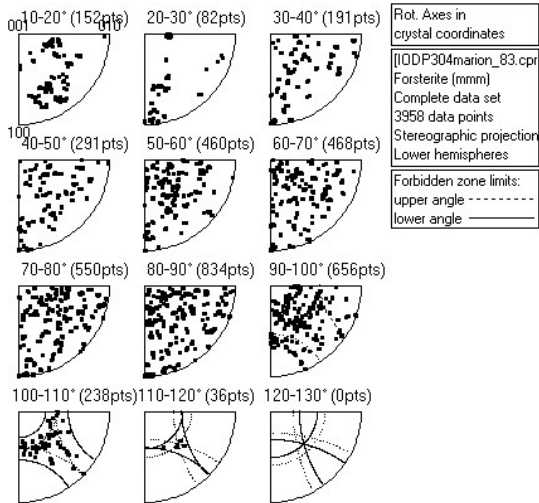 10-20° (152pts)
20-30° (82pts)
30-40° (191pts)
001
010
100
40-50° (291pts)
50-60° (460pts)
60-70° (468pts)
70-80° (550pts)
80-90° (834pts)
90-100° (656pts)
100-110° (238pts)
110-120° (36pts)
120-130° (0pts)
Rot. Axes in
crystal coordinates
[IODP304marion_83.cpr
Forsterite (mmm)
Complete data set
3958 data points
Stereographic projection
Lower hemispheres
Forbidden zone limits:
upper angle
lower angle